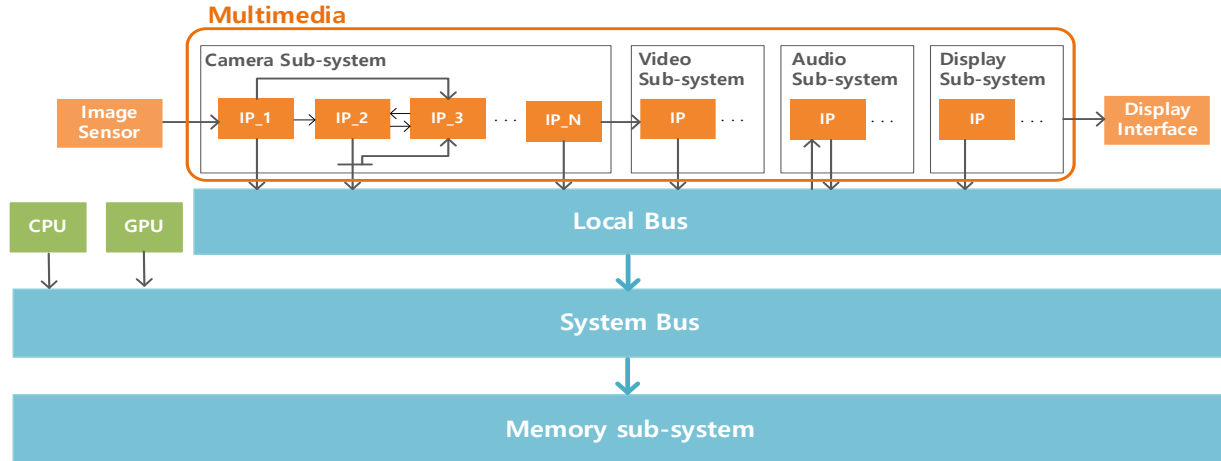 Multimedia
Camera Sub-system
Video
Sub-system
Audio
Sub-system
Display
Sub-system
Image
Sensor
IP_1
IP_2
IP_3
. . .
IP_N
IP
. . .
IP
. . .
IP
. . .
Display
Interface
Local Bus
CPU
GPU
System Bus
Memory sub-system